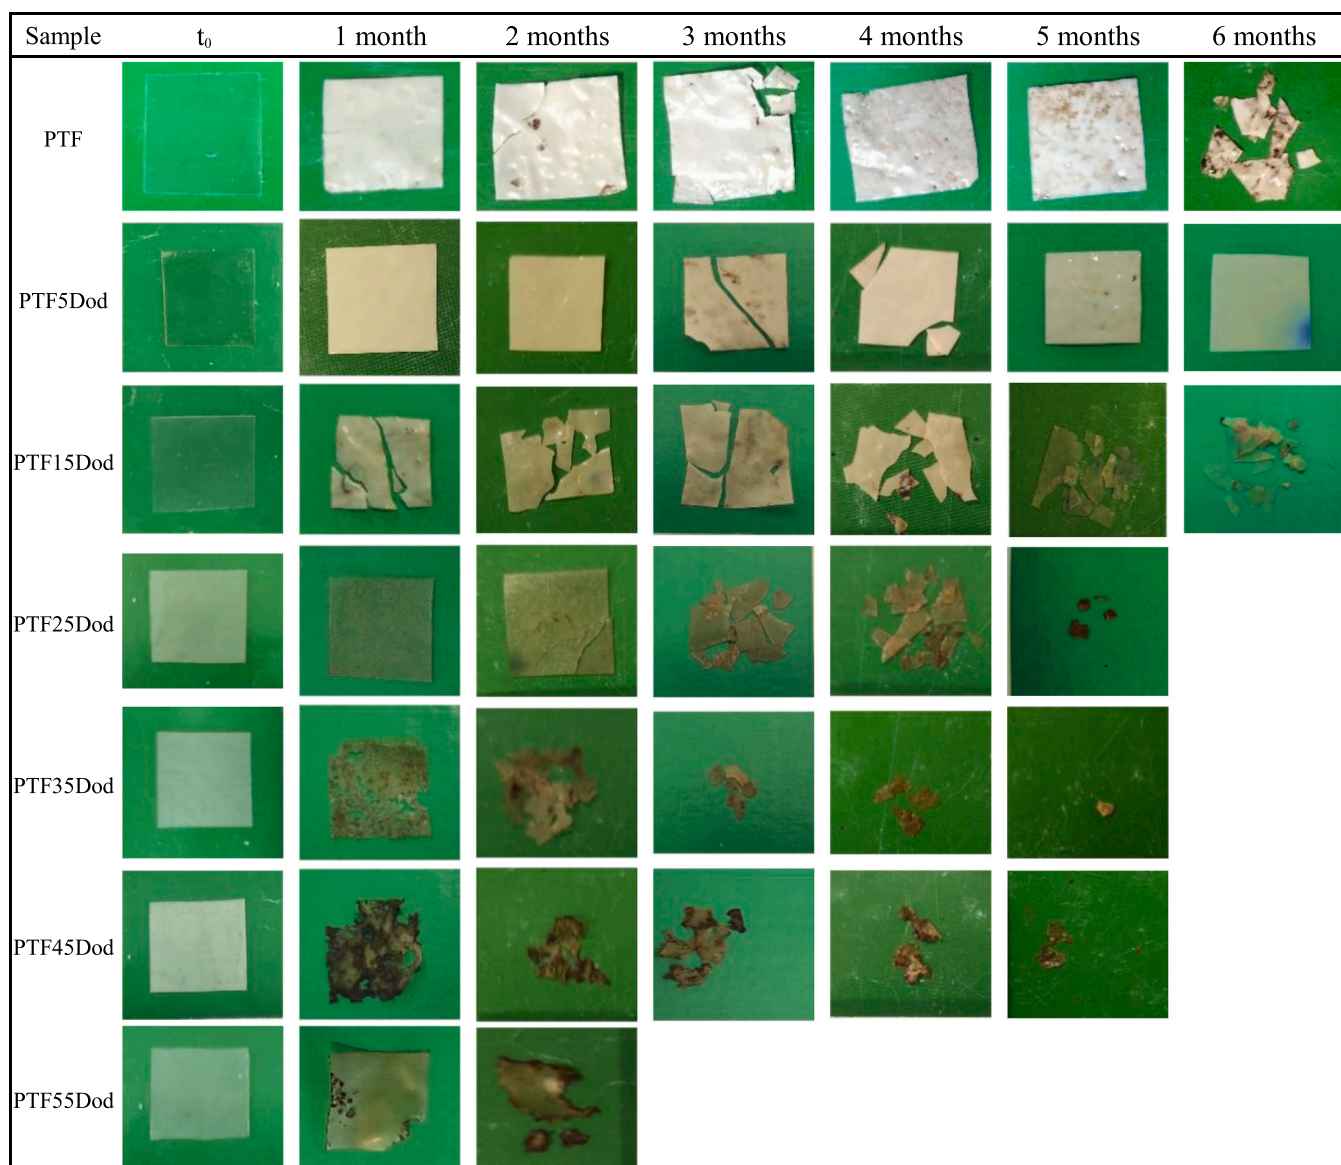 Sample t₀ 1 month 2 months 3 months 4 months 5 months 6 months
PTF
PTF5Dod
PTF15Dod
PTF25Dod
PTF35Dod
PTF45Dod
PTF55Dod